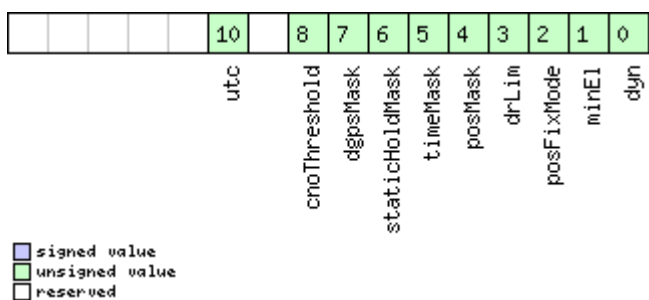 10 8 7 6 5 4 3 2 1 0
utc
cnoThreshold
dgpsMask
staticHoldMask
timeMask
posMask
drLim
posFixMode
minEl
dyn
signed value
unsigned value
reserved